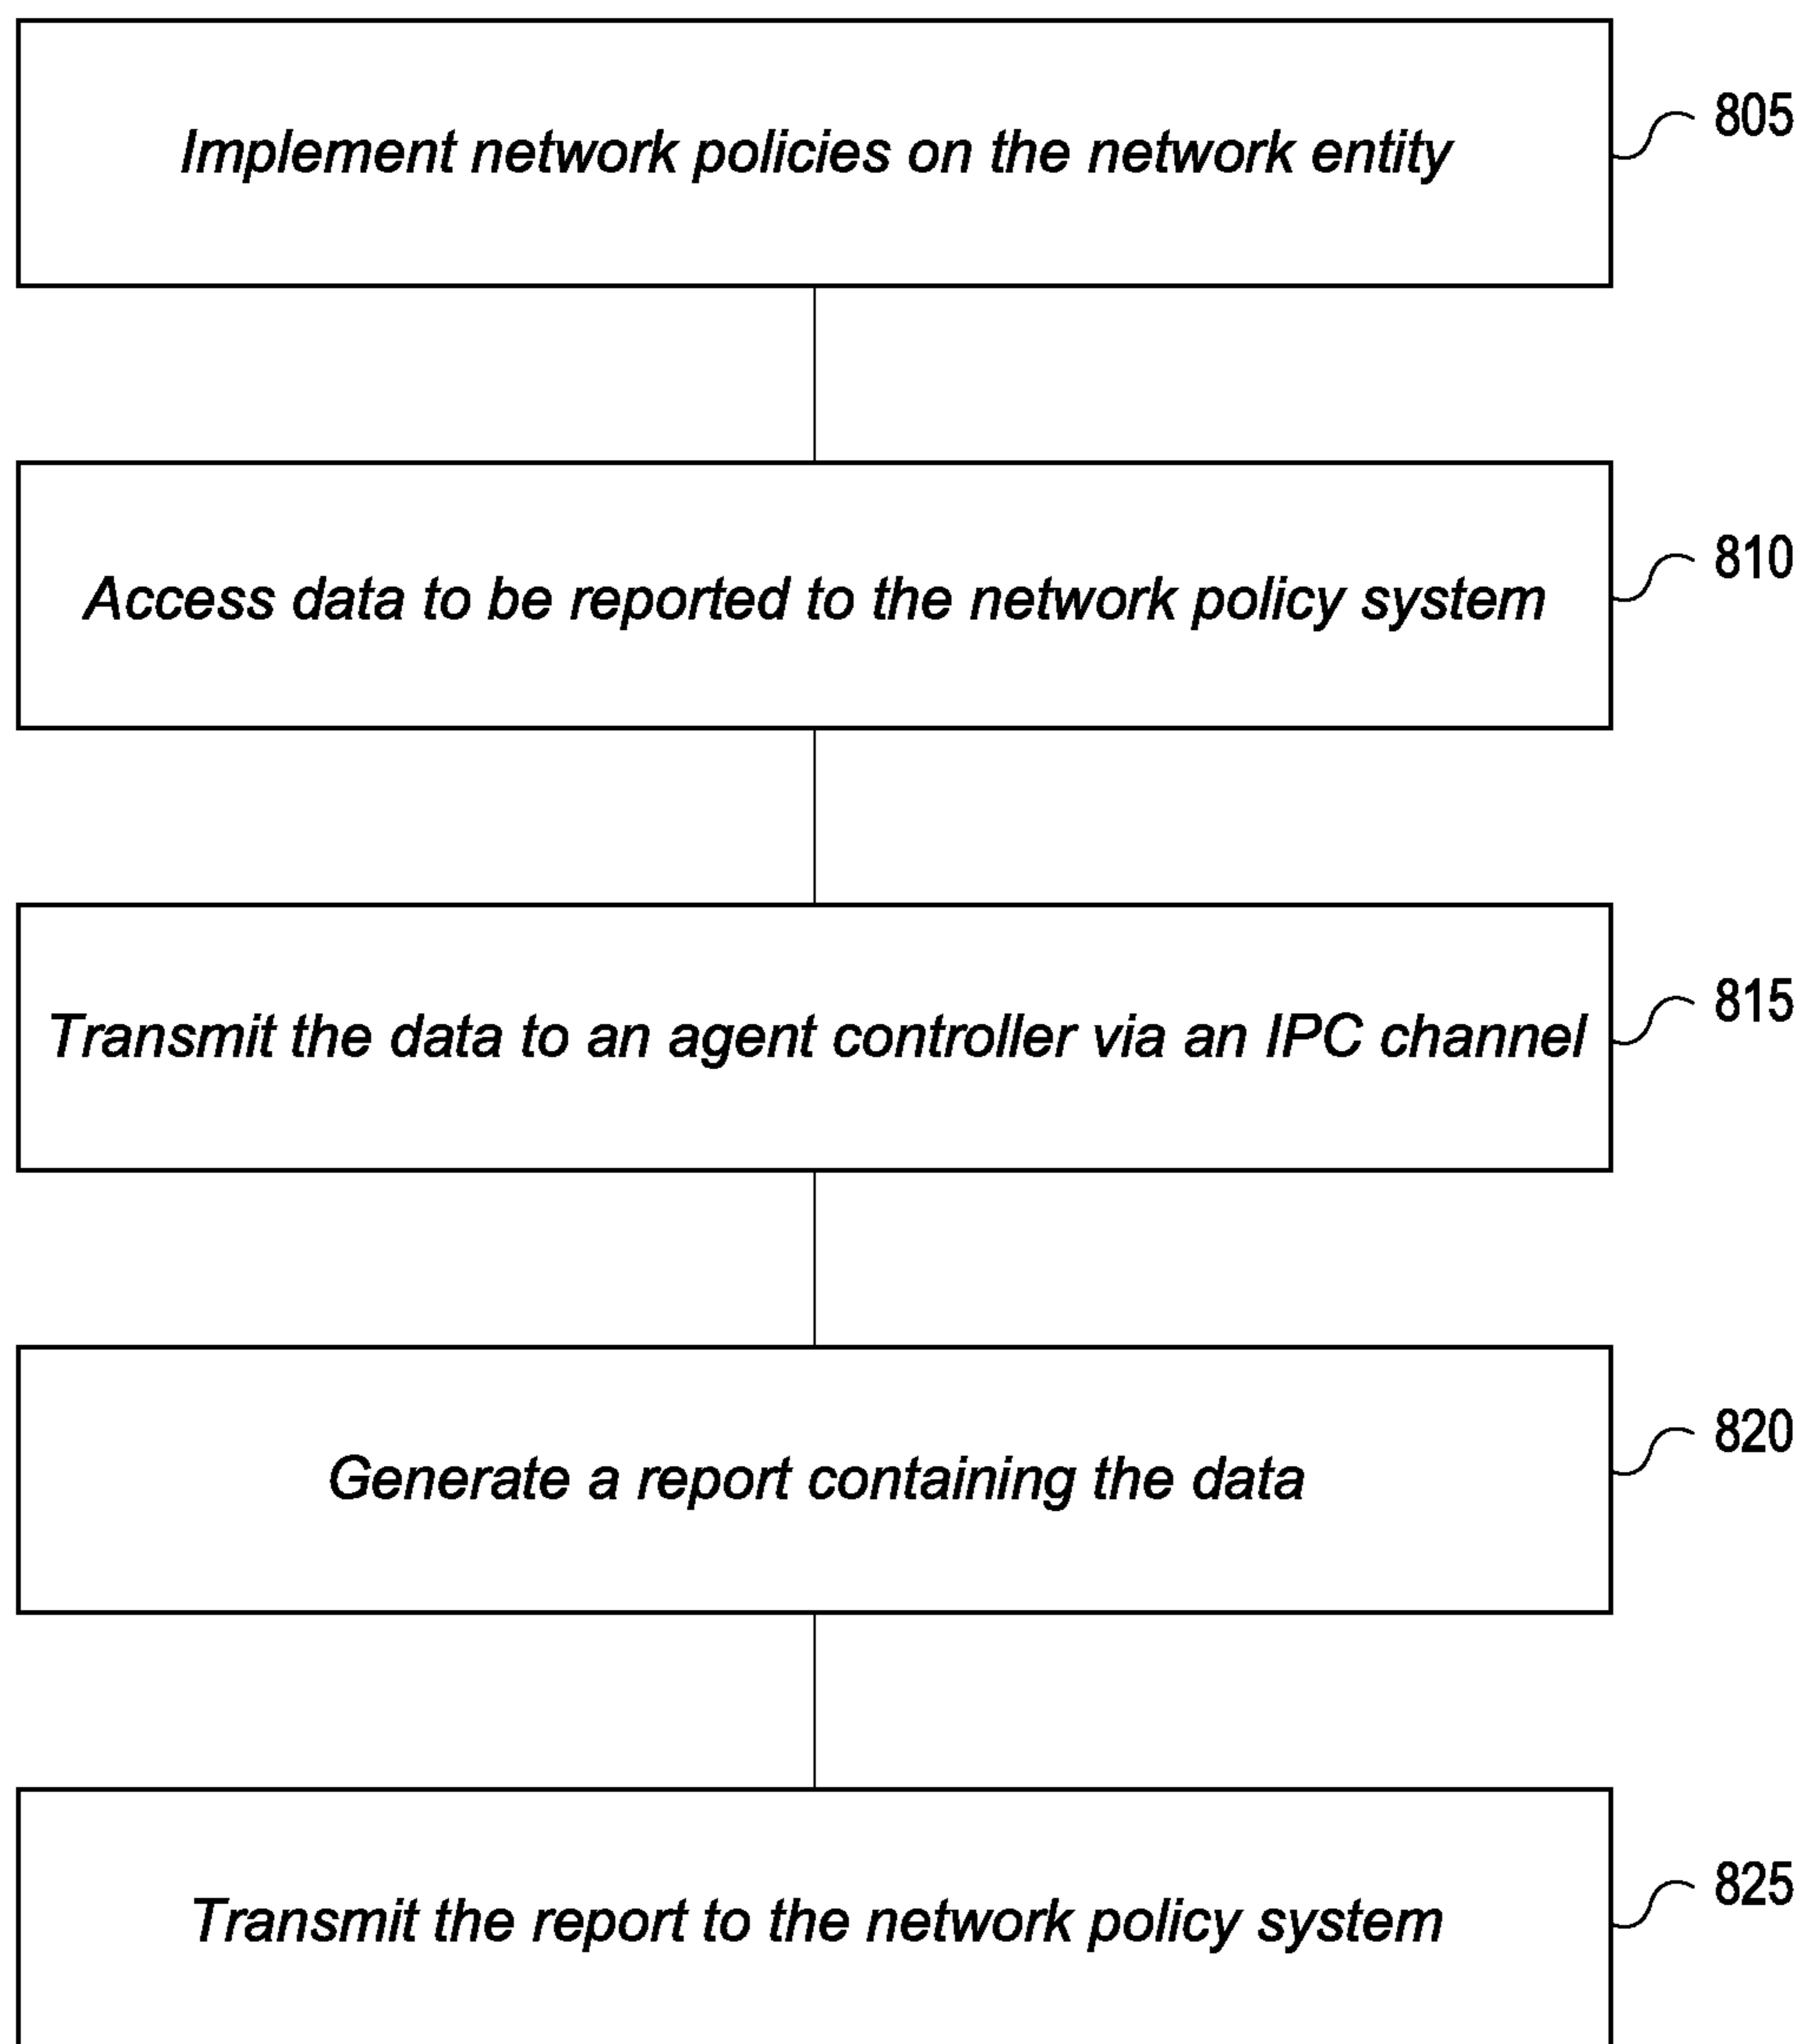 Implement network policies on the network entity
805
Access data to be reported to the network policy system
810
Transmit the data to an agent controller via an IPC channel
815
Generate a report containing the data
820
Transmit the report to the network policy system
825